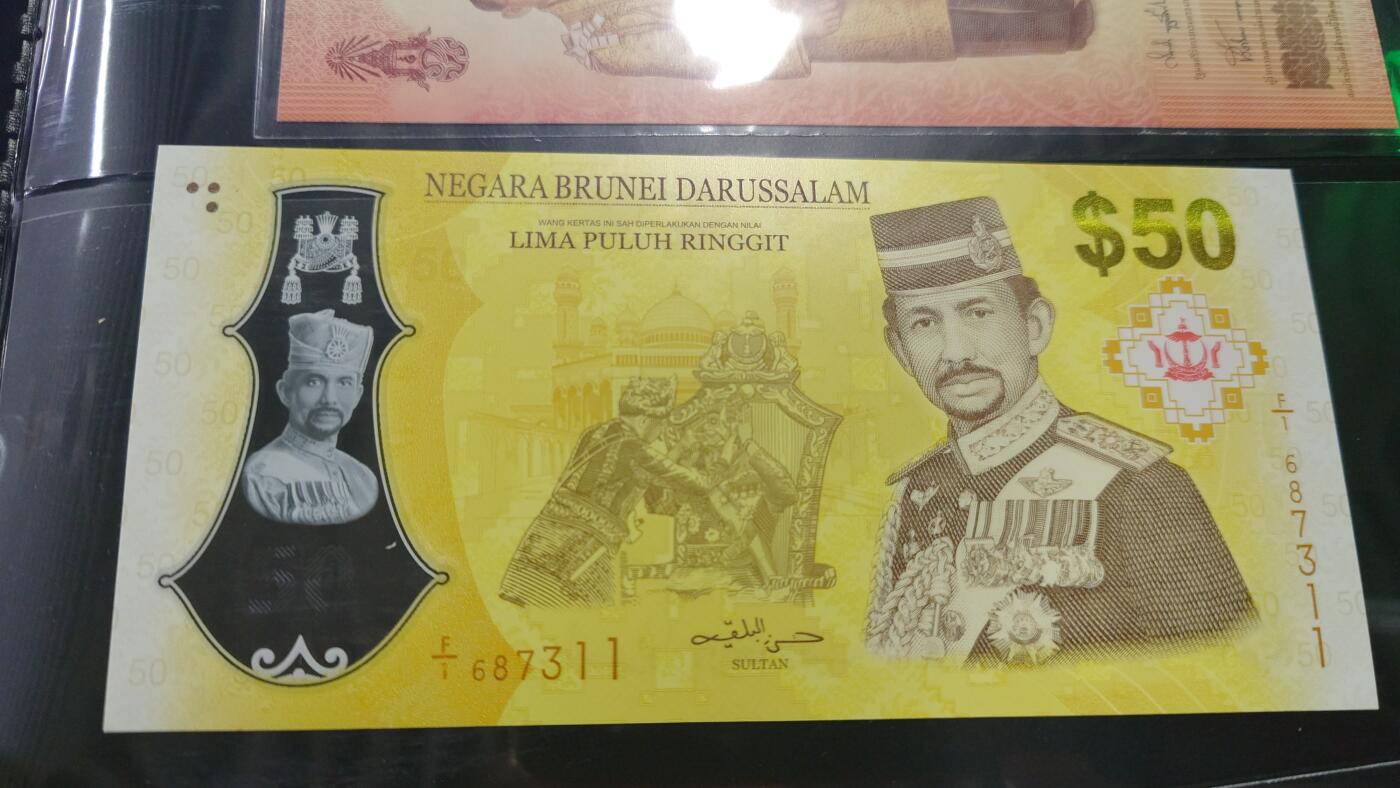 NEGARA BRUNEI DARUSSALAM
WANG KERTAS INI SAH DIPERLAKUKAN DENGAN NILAI
LIMA PULUH RINGGIT
$50
50
F/1 687311
F/1 687311
SULTAN